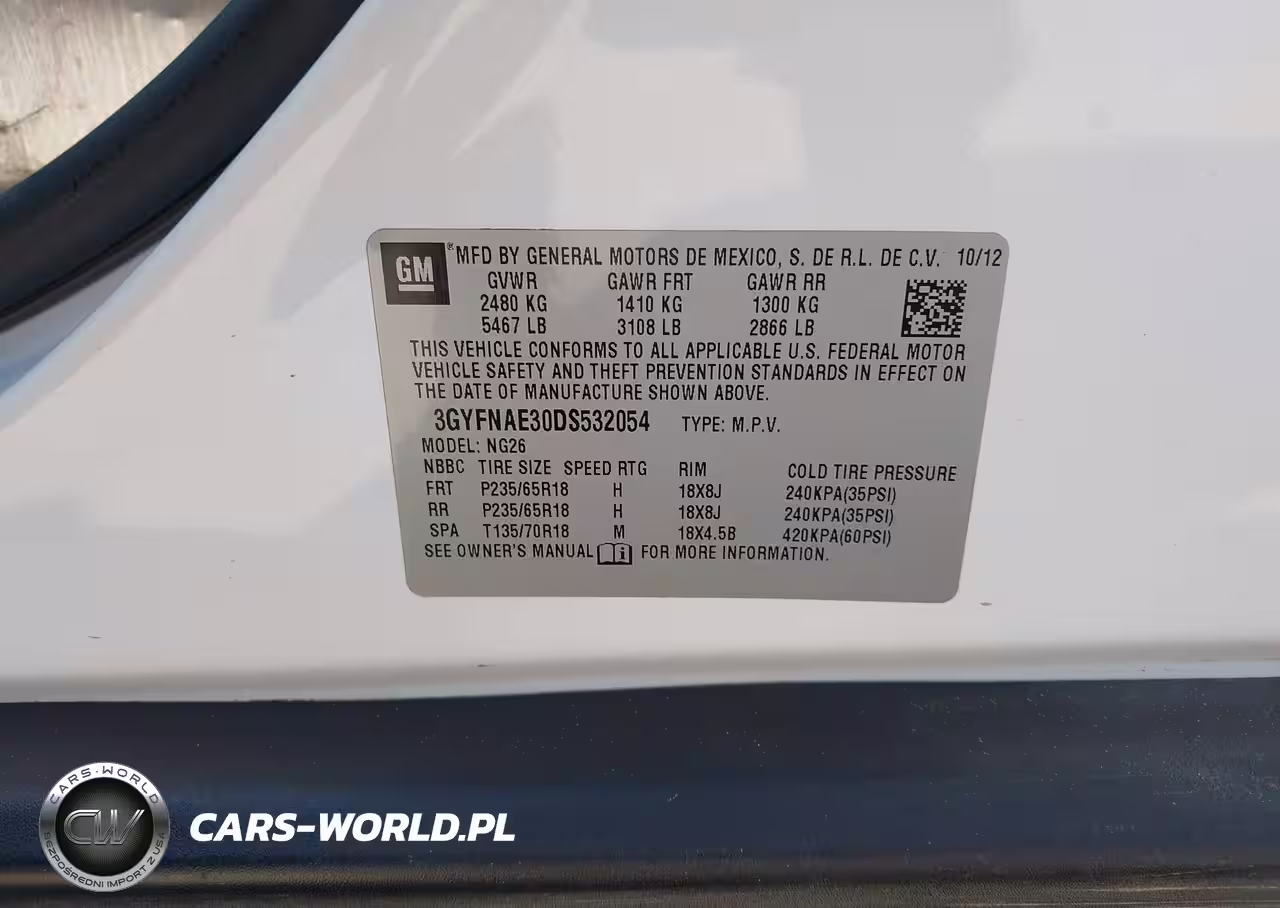 GM
® MFD BY GENERAL MOTORS DE MEXICO, S. DE R.L. DE C.V. 10/12
GVWR GAWR FRT GAWR RR
2480 KG 1410 KG 1300 KG
5467 LB 3108 LB 2866 LB
THIS VEHICLE CONFORMS TO ALL APPLICABLE U.S. FEDERAL MOTOR
VEHICLE SAFETY AND THEFT PREVENTION STANDARDS IN EFFECT ON
THE DATE OF MANUFACTURE SHOWN ABOVE.
3GYFNAE30DS532054 TYPE: M.P.V.
MODEL: NG26
NBBC TIRE SIZE SPEED RTG RIM COLD TIRE PRESSURE
FRT P235/65R18 H 18X8J 240KPA(35PSI)
RR P235/65R18 H 18X8J 240KPA(35PSI)
SPA T135/70R18 M 18X4.5B 420KPA(60PSI)
SEE OWNER'S MANUAL i FOR MORE INFORMATION.
CARS-WORLD
CW
BEZPOŚREDNI IMPORT Z USA
CARS-WORLD.PL